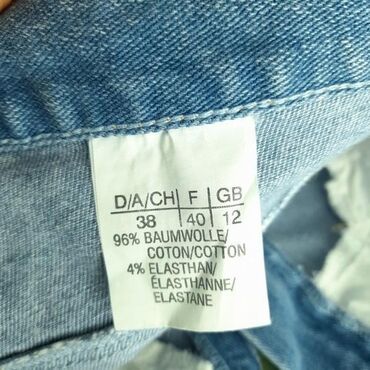 D/A/CH | F | GB
38 | 40 | 12
96% BAUMWOLLE/
COTON/COTTON
4% ELASTHAN/
ÉLASTHANNE/
ELASTANE